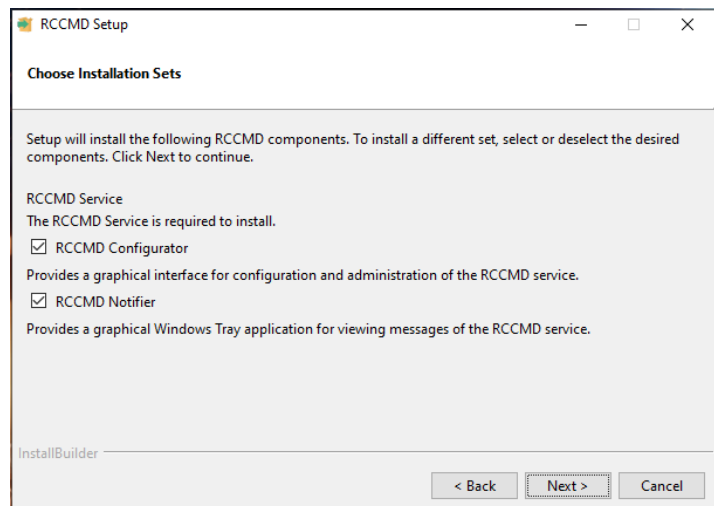 RCCMD Setup
Choose Installation Sets
Setup will install the following RCCMD components. To install a different set, select or deselect the desired
components. Click Next to continue.
RCCMD Service
The RCCMD Service is required to install.
RCCMD Configurator
Provides a graphical interface for configuration and administration of the RCCMD service.
RCCMD Notifier
Provides a graphical Windows Tray application for viewing messages of the RCCMD service.
InstallBuilder
< Back Next > Cancel